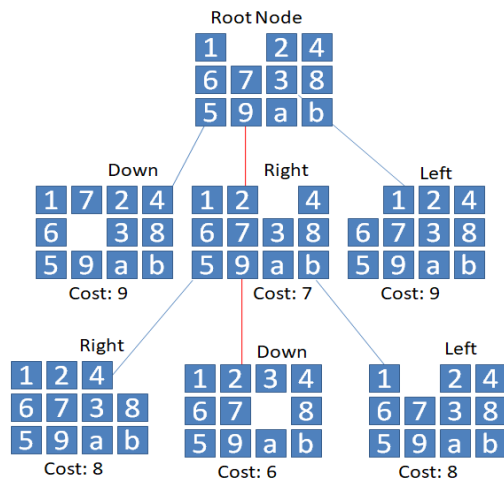 Root Node
1 2 4
6 7 3 8
5 9 a b
Down
Right
Left
1 7 2 4
1 2 4
1 2 4
6 3 8
6 7 3 8
6 7 3 8
5 9 a b
5 9 a b
5 9 a b
Cost: 9
Cost: 7
Cost: 9
Right
Down
Left
1 2 4
1 2 3 4
1 2 4
6 7 3 8
6 7 8
6 7 3 8
5 9 a b
5 9 a b
5 9 a b
Cost: 8
Cost: 6
Cost: 8